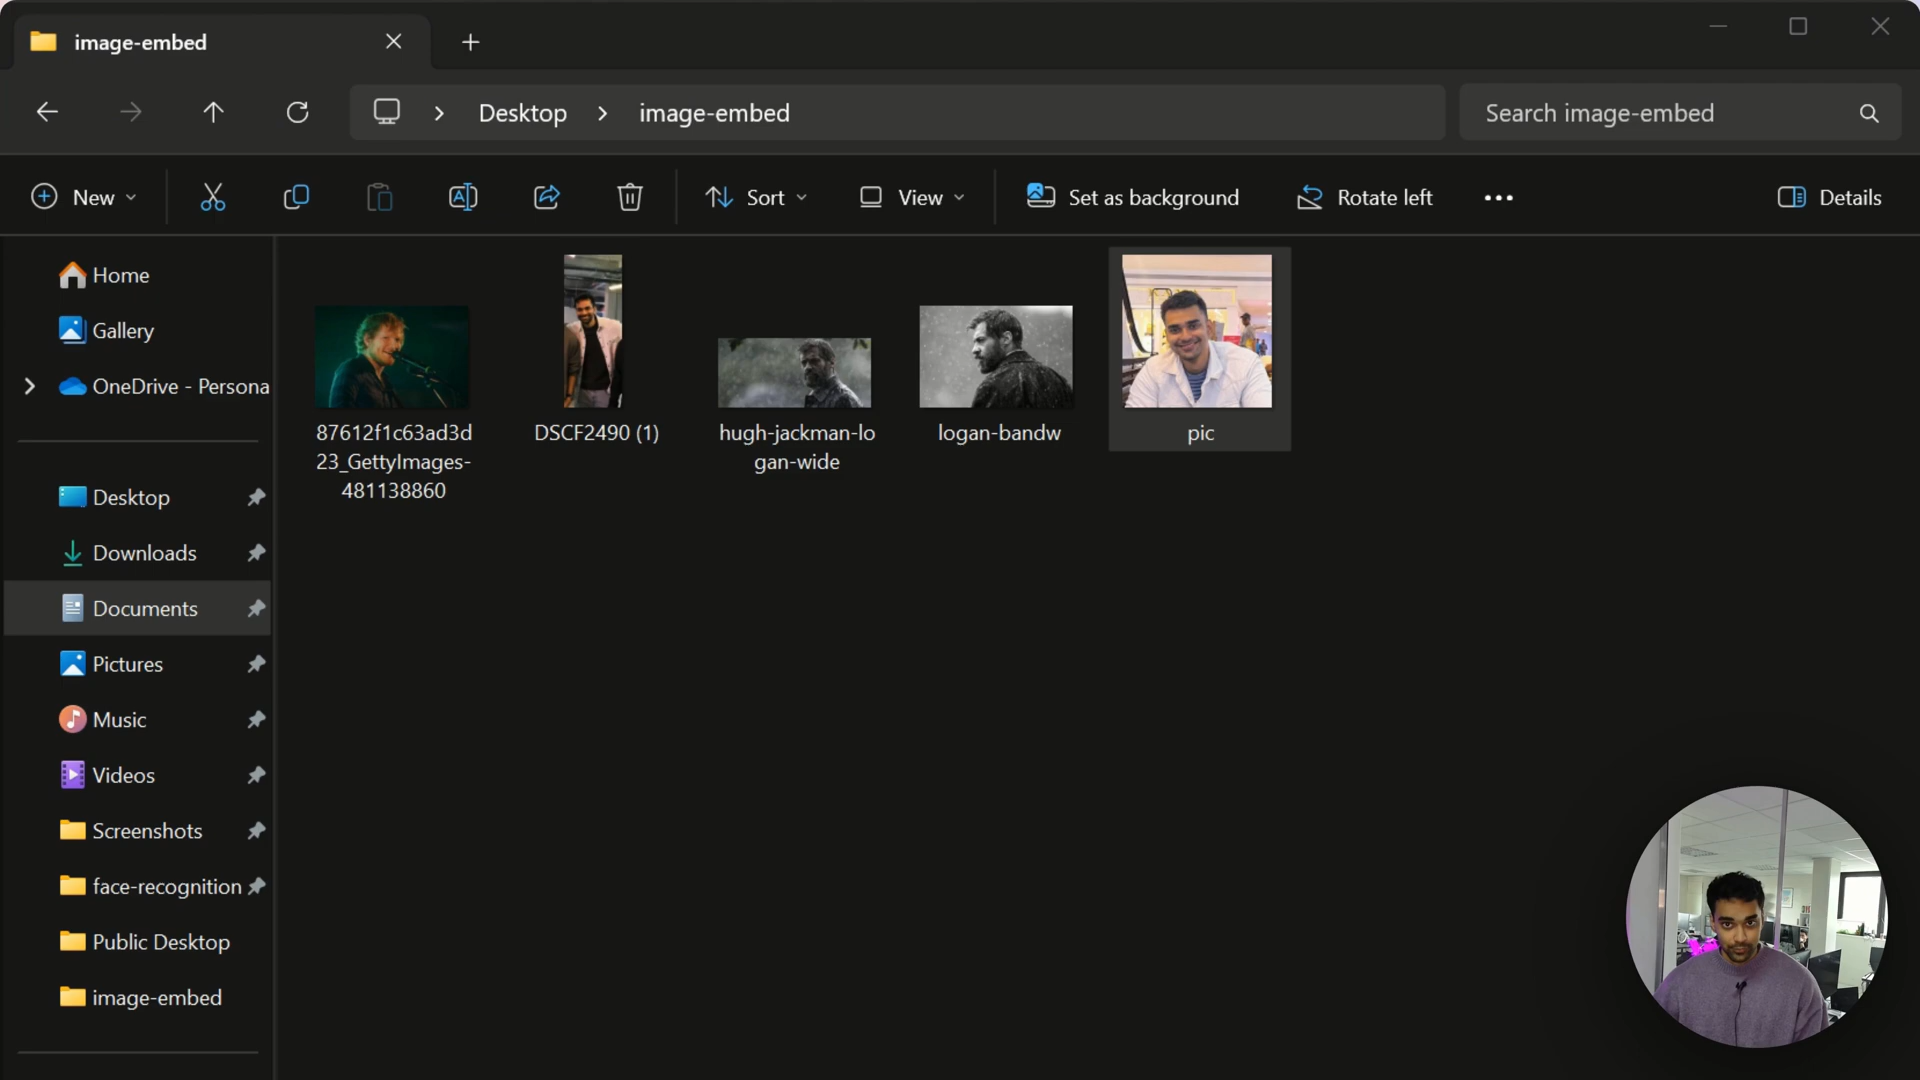 image-embed
Desktop
image-embed
Search image-embed
New
Sort
View
Set as background
Rotate left
Details
Home
Gallery
OneDrive - Persona
Desktop
Downloads
Documents
Pictures
Music
Videos
Screenshots
face-recognition
Public Desktop
image-embed
87612f1c63ad3d
23_GettyImages-
481138860
DSCF2490 (1)
hugh-jackman-lo
gan-wide
logan-bandw
pic